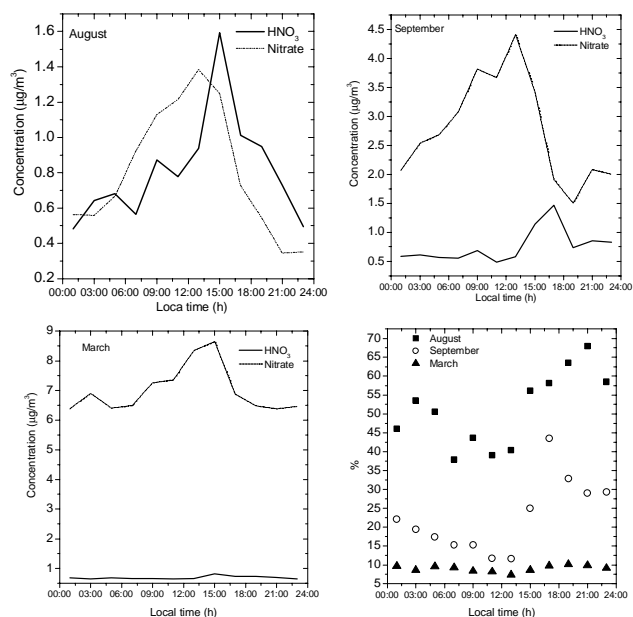 August
HNO₃
Nitrate
Concentration (μg/m³)
1.6
1.4
1.2
1.0
0.8
0.6
0.4
0.2
00:00 03:00 06:00 09:00 12:00 15:00 18:00 21:00 24:00
Loca time (h)
September
HNO₃
Nitrate
Concentration (μg/m³)
4.5
4.0
3.5
3.0
2.5
2.0
1.5
1.0
0.5
00:00 03:00 06:00 09:00 12:00 15:00 18:00 21:00 24:00
Local time (h)
March
HNO₃
Nitrate
Concentration (μg/m³)
9
8
7
6
5
4
3
2
1
00:00 03:00 06:00 09:00 12:00 15:00 18:00 21:00 24:00
Local time (h)
August
September
March
%
70
65
60
55
50
45
40
35
30
25
20
15
10
5
00:00 03:00 06:00 09:00 12:00 15:00 18:00 21:00 24:00
Local time (h)